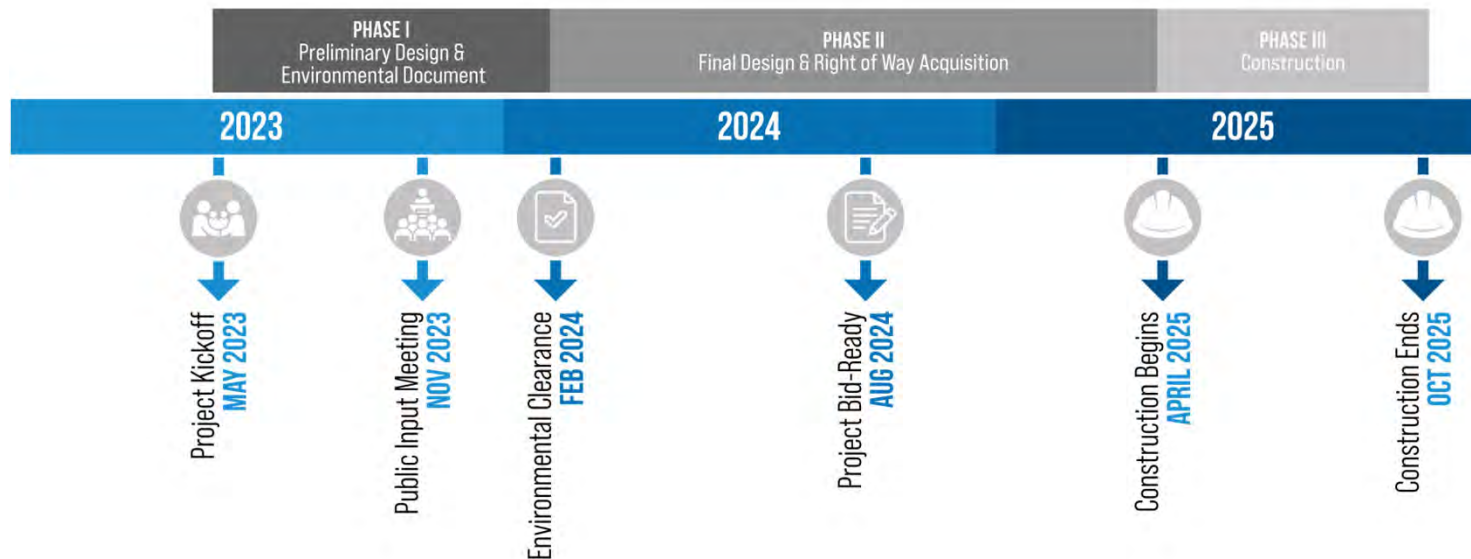 PHASE I
Preliminary Design &
Environmental Document
PHASE II
Final Design & Right of Way Acquisition
PHASE III
Construction
2023
2024
2025
Project Kickoff
MAY 2023
Public Input Meeting
NOV 2023
Environmental Clearance
FEB 2024
Project Bid-Ready
AUG 2024
Construction Begins
APRIL 2025
Construction Ends
OCT 2025